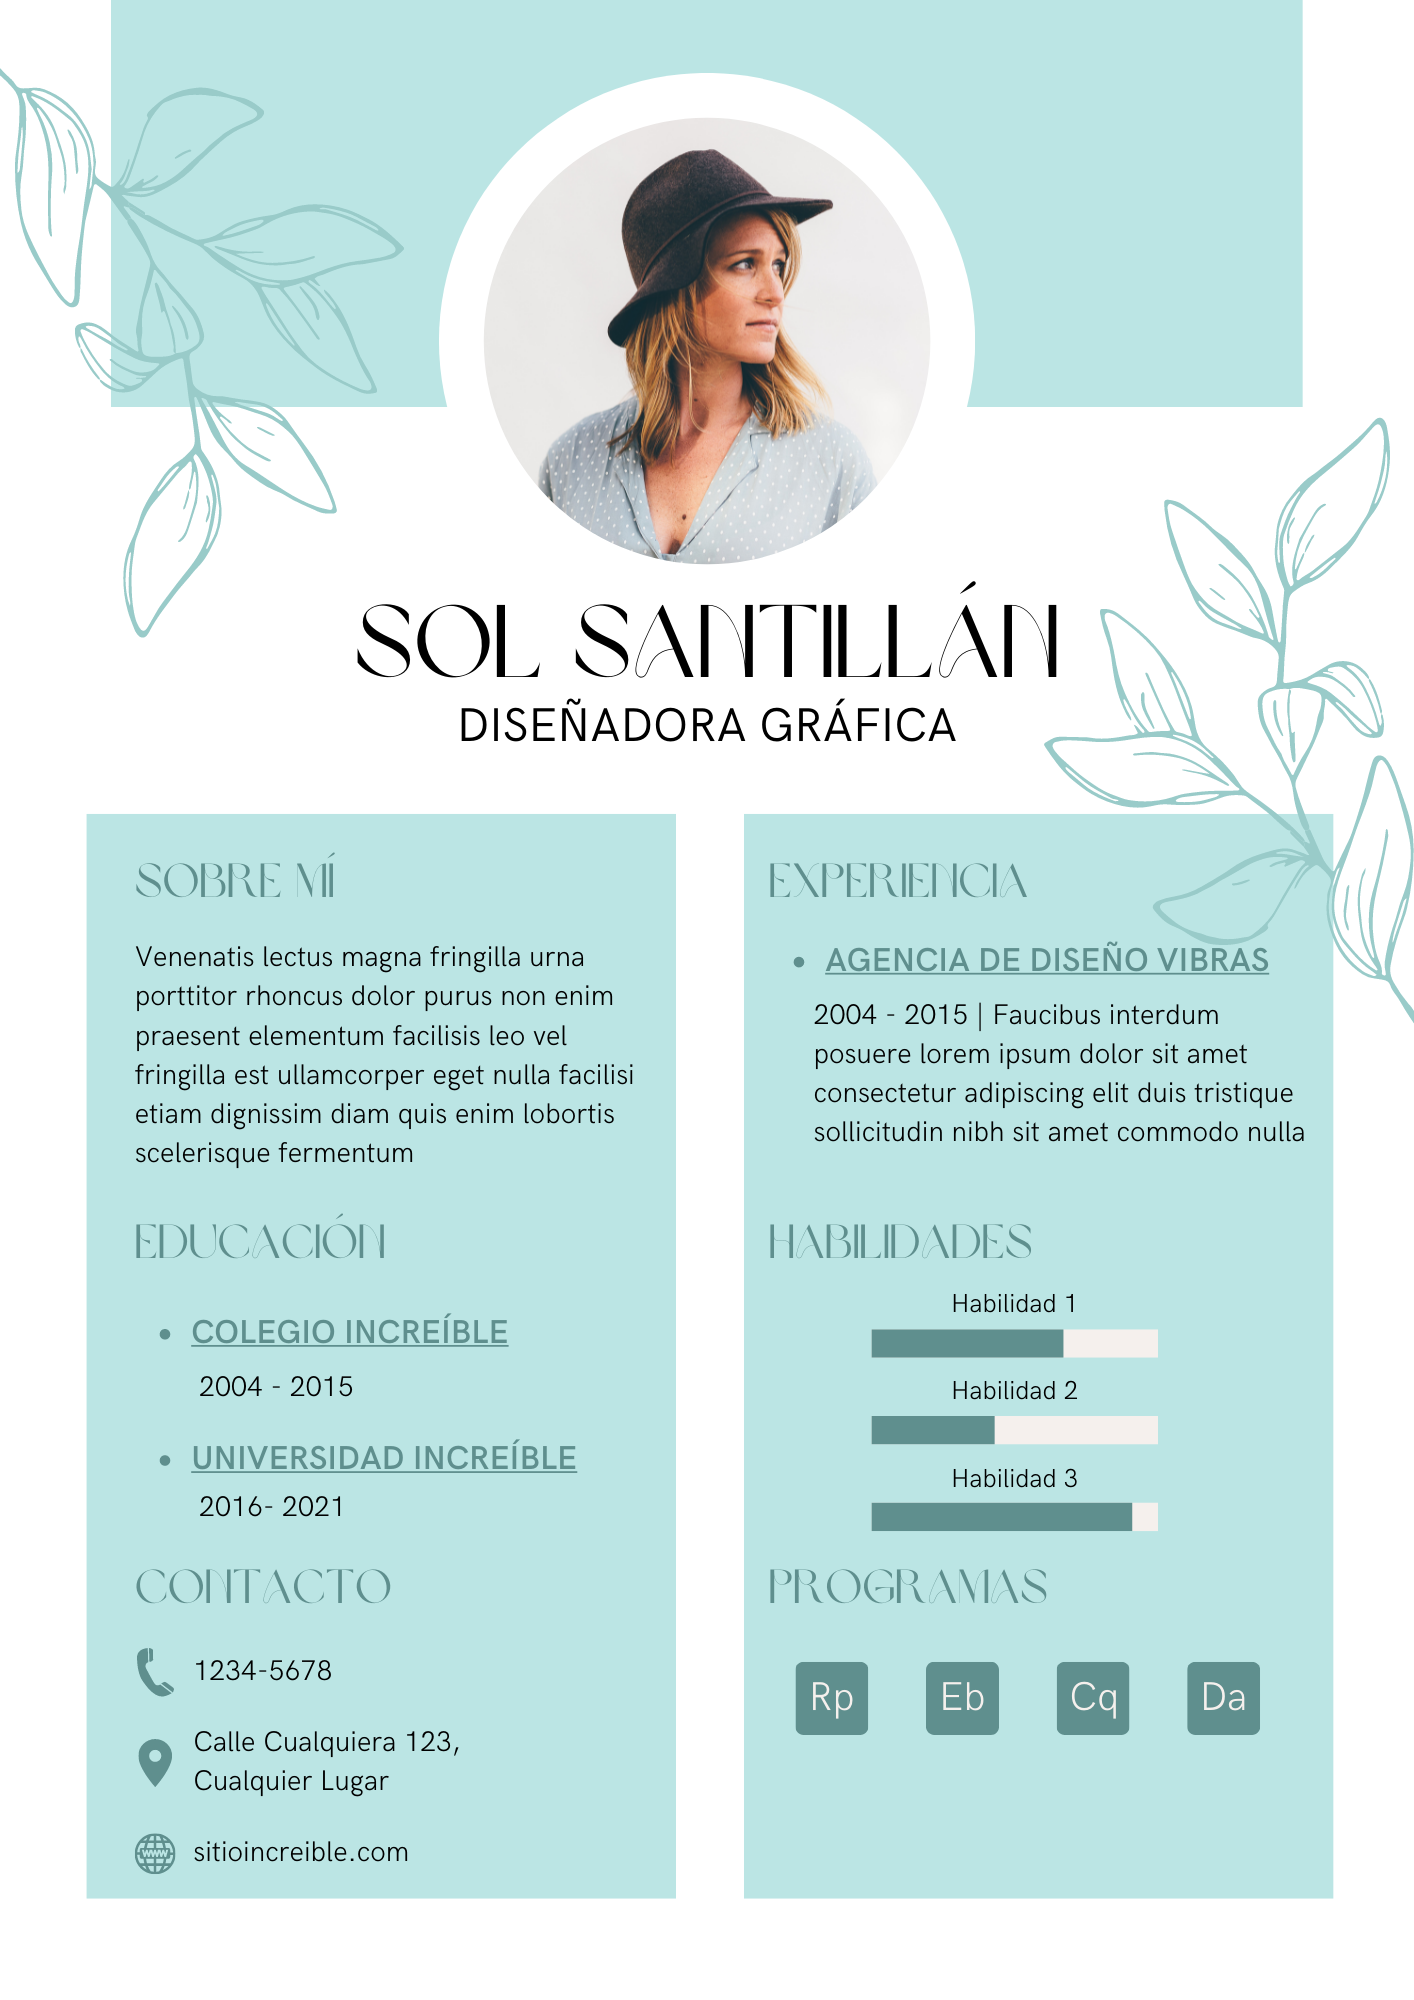 SOL SANTILLÁN
DISEÑADORA GRÁFICA
SOBRE MÍ
Venenatis lectus magna fringilla urna
porttitor rhoncus dolor purus non enim
praesent elementum facilisis leo vel
fringilla est ullamcorper eget nulla facilisi
etiam dignissim diam quis enim lobortis
scelerisque fermentum
EDUCACIÓN
• COLEGIO INCREÍBLE
2004 - 2015
• UNIVERSIDAD INCREÍBLE
2016- 2021
CONTACTO
1234-5678
Calle Cualquiera 123,
Cualquier Lugar
www
sitioincreible.com
EXPERIENCIA
• AGENCIA DE DISEÑO VIBRAS
2004 - 2015 | Faucibus interdum
posuere lorem ipsum dolor sit amet
consectetur adipiscing elit duis tristique
sollicitudin nibh sit amet commodo nulla
HABILIDADES
Habilidad 1
Habilidad 2
Habilidad 3
PROGRAMAS
Rp Eb Cq Da